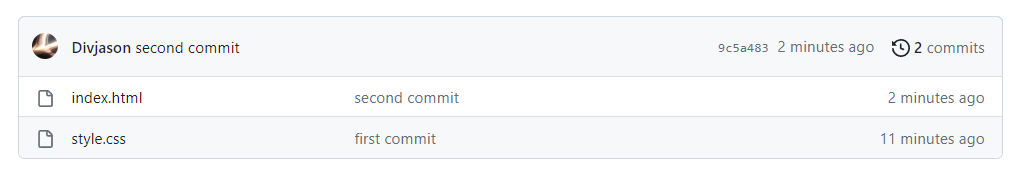 Divjason second commit 9c5a483 2 minutes ago 2 commits
index.html second commit 2 minutes ago
style.css first commit 11 minutes ago